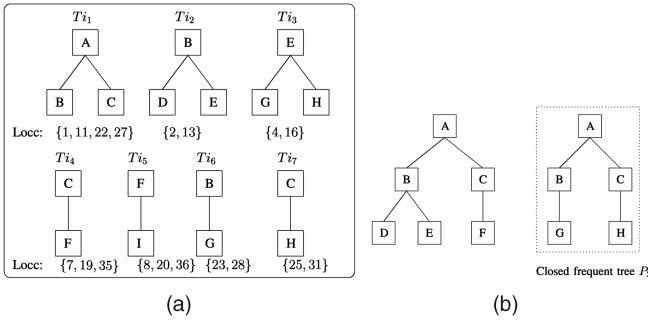 Ti₁ Ti₂ Ti₃
A B E
B C D E G H
Locc: {1, 11, 22, 27} {2, 13} {4, 16}
Ti₄ Ti₅ Ti₆ Ti₇
C F B C
F I G H
Locc: {7, 19, 35} {8, 20, 36} {23, 28} {25, 31}
(a)
A A
B C B C
D E F G H
Closed frequent tree
(b)